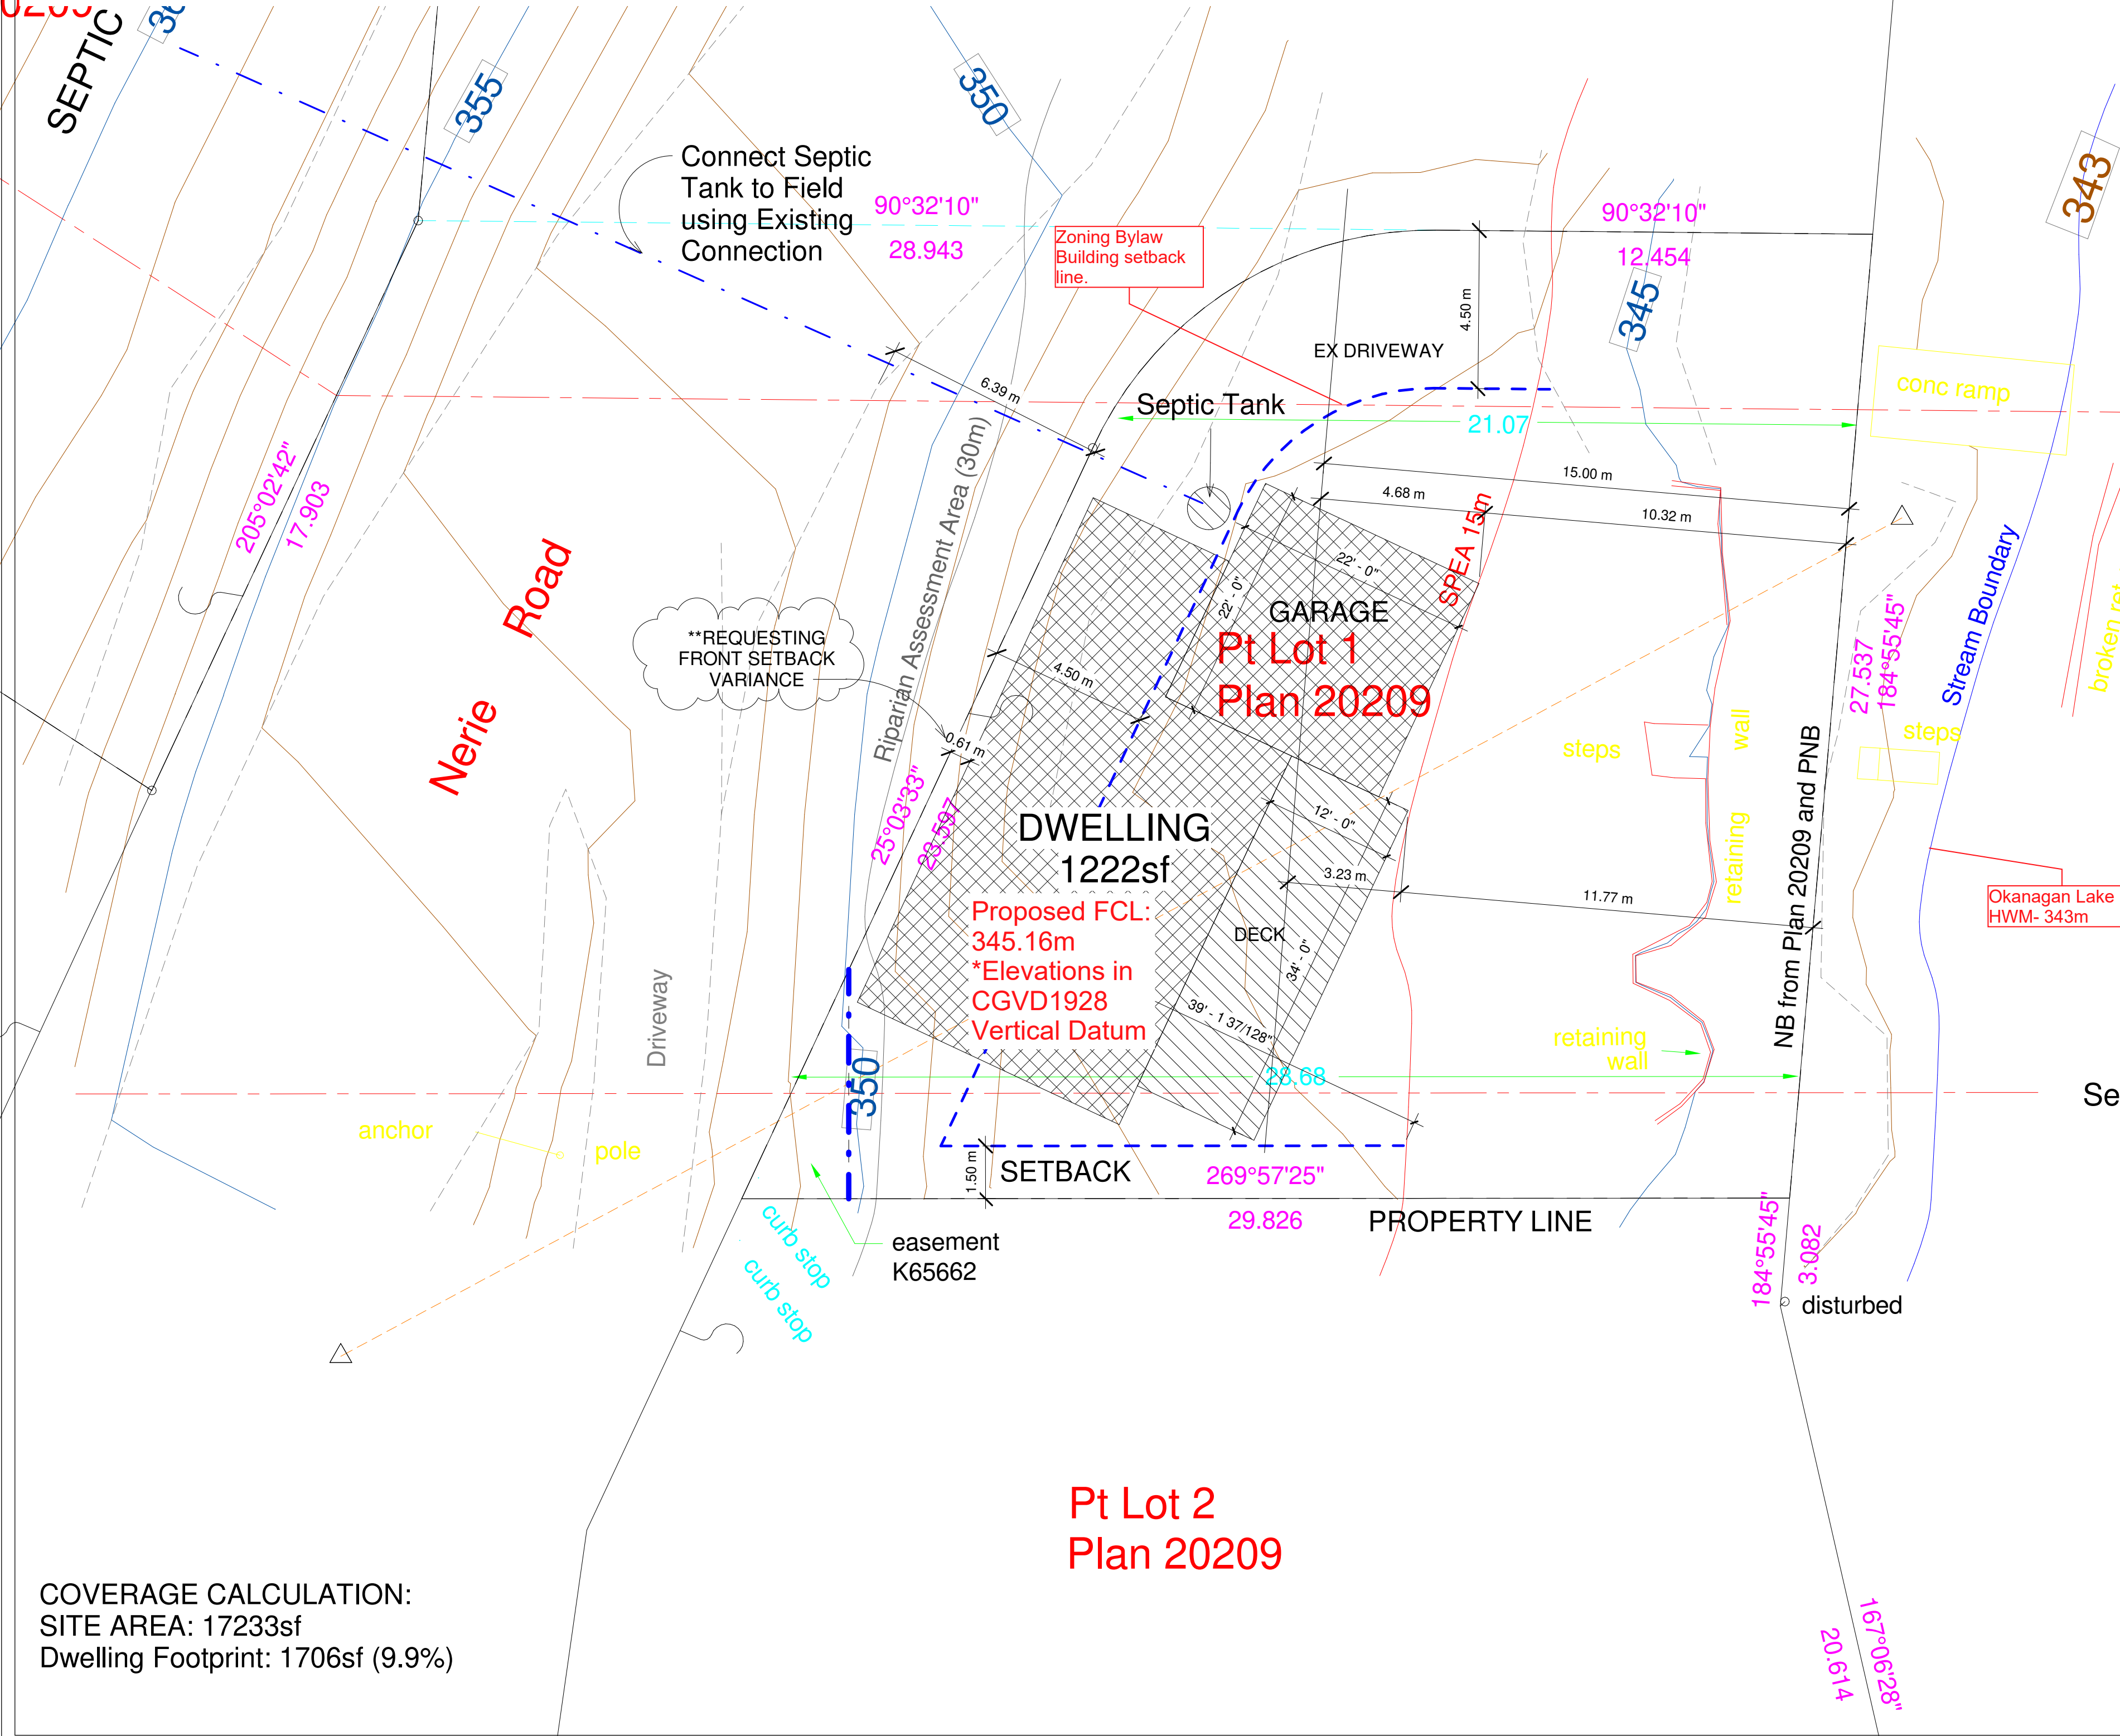 SEPTIC
355
350
343
Connect Septic
Tank to Field
using Existing
Connection
90°32'10"
28.943
Zoning Bylaw
Building setback
line.
90°32'10"
12.454
345
4.50 m
EX DRIVEWAY
conc ramp
6.39 m
Septic Tank
21.07
15.00 m
4.68 m
10.32 m
205°02'42"
17.903
Riparian Assessment Area (30m)
SPEA 15m
22' - 0"
22' - 0"
GARAGE
Pt Lot 1
Plan 20209
Nerie Road
**REQUESTING
FRONT SETBACK
VARIANCE
4.50 m
0.61 m
Stream Boundary
27.537
184°55'45"
steps
wall
retaining
steps
NB from Plan 20209 and PNB
25°03'33"
23.597
DWELLING
1222sf
12' - 0"
3.23 m
11.77 m
Okanagan Lake
HWM- 343m
Proposed FCL:
345.16m
*Elevations in
CGVD1928
Vertical Datum
DECK
34' - 0"
39' - 1 37/128"
Driveway
350
retaining
wall
28.68
anchor
pole
1.50 m
SETBACK
269°57'25"
29.826
PROPERTY LINE
184°55'45"
3.082
curb stop
curb stop
easement
K65662
disturbed
Pt Lot 2
Plan 20209
COVERAGE CALCULATION:
SITE AREA: 17233sf
Dwelling Footprint: 1706sf (9.9%)
167°06'28"
20.614
broken